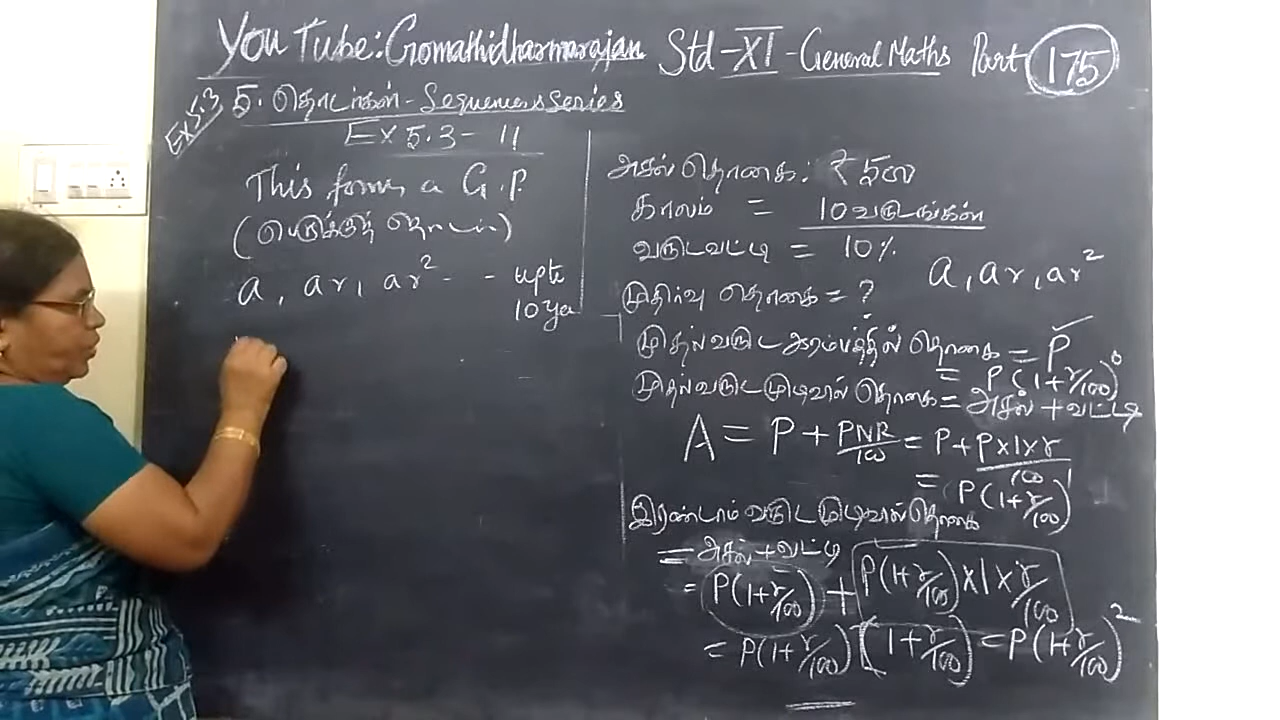 YouTube: Gomathidharmarajan Std-XI-General Maths Part 175
Ex 5.3
5. தொடர்கள் - Sequences & series
Ex 5.3 - 11
This forms a G.P.
(பெருக்குத் தொடர்)
a, ar, ar² - - upto
10 yea
அசல் தொகை: ₹ 500
காலம் = 10 வருடங்கள்
வருடவட்டி = 10%
a, ar, ar²
முதிர்வு தொகை = ?
முதல் வருட ஆரம்பத்தில் தொகை = P
= P(1+r/100)⁰
முதல் வருட முடிவில் தொகை = அசல் + வட்டி
A = P + PNR/100 = P + P×1×r/100
= P(1+r/100)¹
இரண்டாம் வருட முடிவில் தொகை
= அசல் + வட்டி
= P(1+r/100) + P(1+r/100)×1×r/100
= P(1+r/100)[1+r/100] = P(1+r/100)²